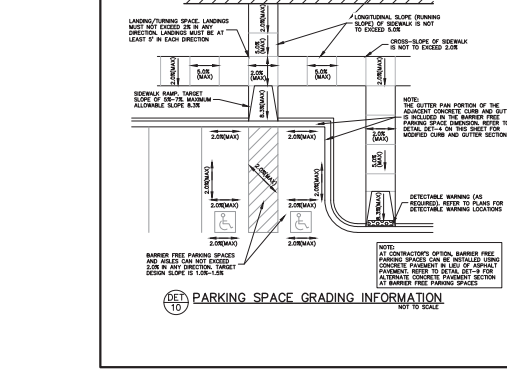 LANDING/TURNING SPACE. LANDINGS
MUST NOT EXCEED 2% IN ANY
DIRECTION. LANDINGS MUST BE AT
LEAST 5' IN EACH DIRECTION
2.0%(MAX)
5.0%
(MAX)
LONGITUDINAL SLOPE (RUNNING
SLOPE) OF SIDEWALK IS NOT
TO EXCEED 5.0%
CROSS-SLOPE OF SIDEWALK
IS NOT TO EXCEED 2.0%
2.0%(MAX)
5.0%
(MAX)
2.0%
(MAX)
5.0%
(MAX)
2.0%(MAX)
SIDEWALK RAMP. TARGET
SLOPE OF 5%-7% MAXIMUM
ALLOWABLE SLOPE 8.3%
8.3%(MAX)
NOTE:
THE GUTTER PAN PORTION OF THE
ADJACENT CONCRETE CURB AND
IS INCLUDED IN THE BARRIER FREE
PARKING SPACE DIMENSION. REFER
DETAIL DET-4 ON THIS SHEET FOR
MODIFIED CURB AND GUTTER SECTION
2.0%(MAX)
2.0%(MAX)
2.0%
(MAX)
5.0%
(MAX)
2.0%(MAX)
2.0%(MAX)
2.0%(MAX)
8.3%(MAX)
2.0%(MAX)
2.0%(MAX)
DETECTABLE WARNING (AS
REQUIRED). REFER TO PLANS FOR
DETECTABLE WARNING LOCATIONS
2.0%(MAX)
2.0%(MAX)
BARRIER FREE PARKING SPACES
AND AISLES CAN NOT EXCEED
2.0% IN ANY DIRECTION. TARGET
DESIGN SLOPE IS 1.0%-1.5%
NOTE:
AT CONTRACTOR'S OPTION, BARRIER FREE
PARKING SPACES CAN BE INSTALLED USING
CONCRETE PAVEMENT IN LIEU OF ASPHALT
PAVEMENT. REFER TO DETAIL DET-9 FOR
ALTERNATE CONCRETE PAVEMENT SECTION
AT BARRIER FREE PARKING SPACES
DET
10
PARKING SPACE GRADING INFORMATION
NOT TO SCALE